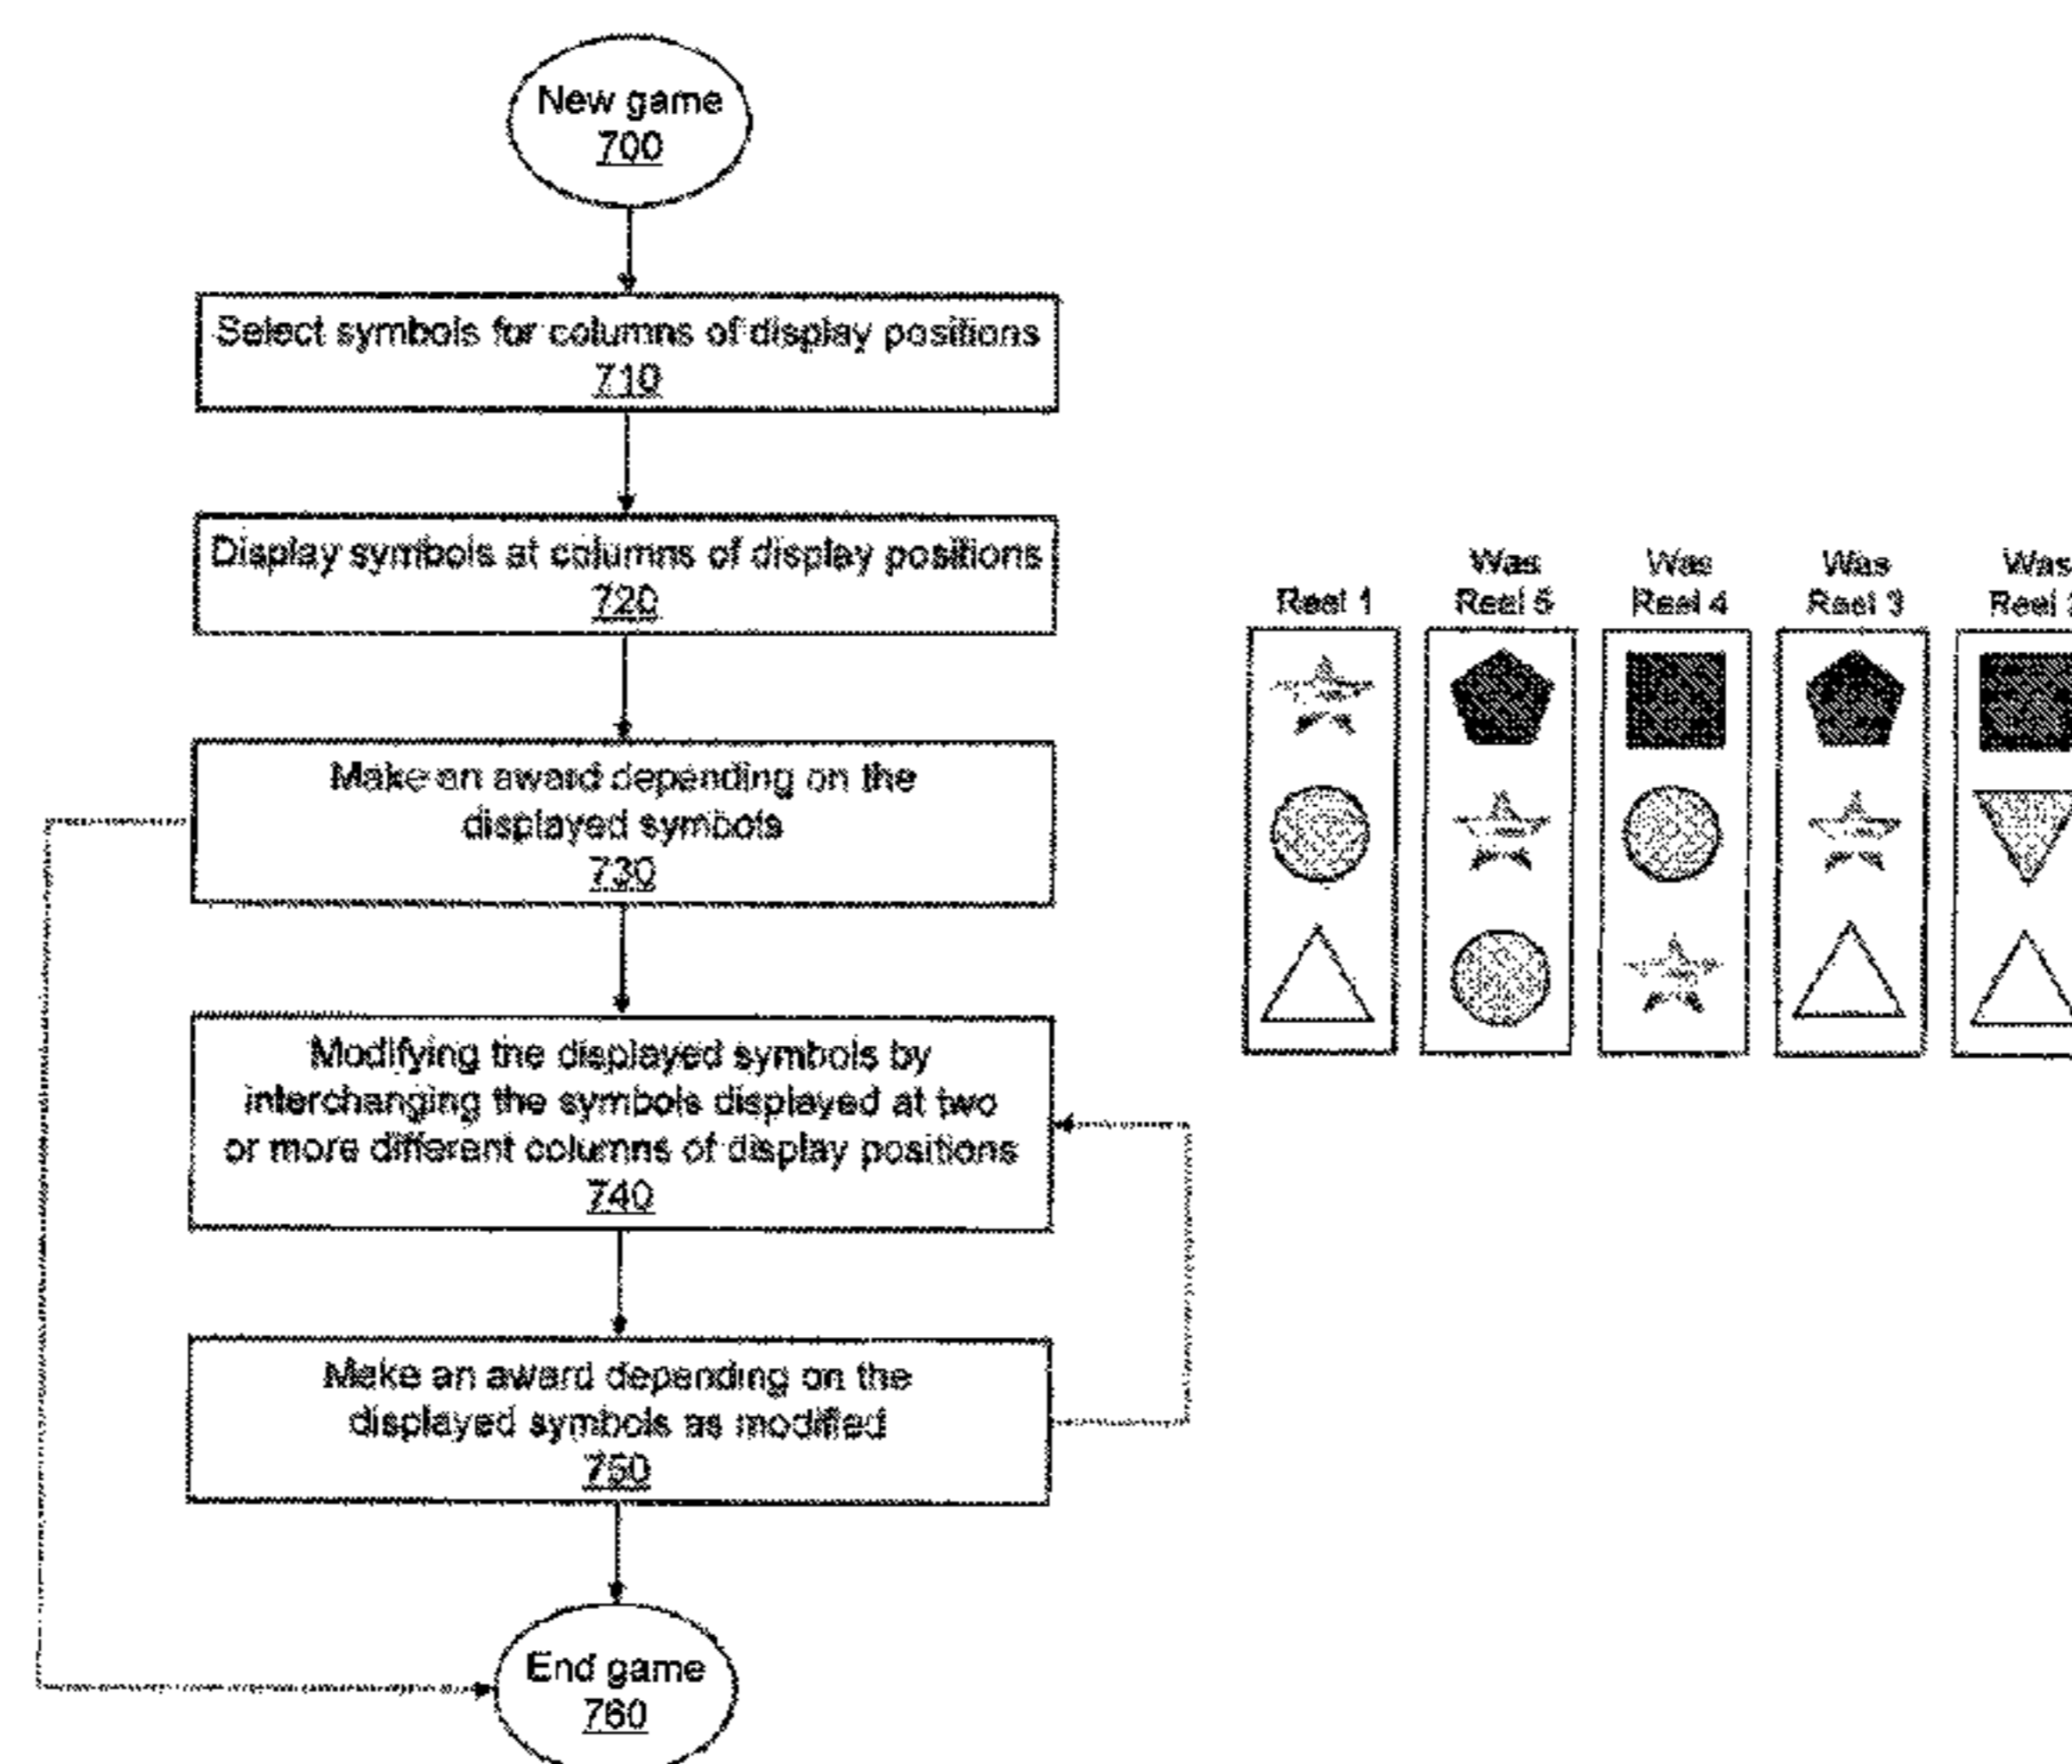 New game
700
Select symbols for columns of display positions
710
Display symbols at columns of display positions
720
Make an award depending on the
displayed symbols
730
Modifying the displayed symbols by
interchanging the symbols displayed at two
or more different columns of display positions
740
Make an award depending on the
displayed symbols as modified
750
End game
760
Reel 1
Was
Reel 5
Was
Reel 4
Was
Reel 3
Was
Reel